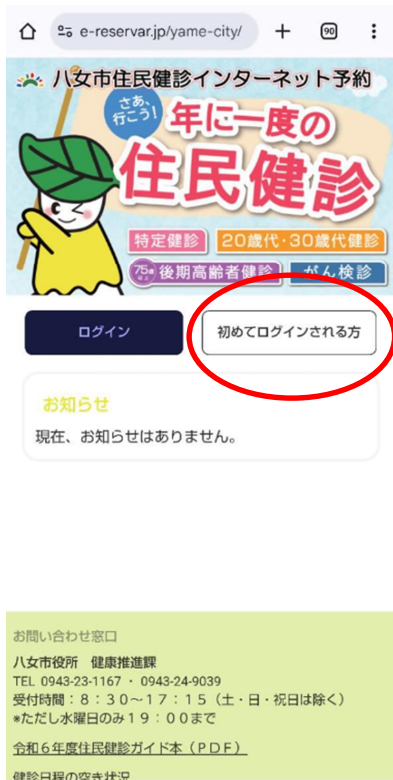 e-reservar.jp/yame-city/
90
八女市住民健診インターネット予約
さあ、
行こう!
年に一度の
住民健診
特定健診
20歳代・30歳代健診
75歳以上
後期高齢者健診
がん検診
ログイン
初めてログインされる方
お知らせ
現在、お知らせはありません。
お問い合わせ窓口
八女市役所 健康推進課
TEL 0943-23-1167 ・ 0943-24-9039
受付時間：８：３０～１７：１５（土・日・祝日は除く）
*ただし水曜日のみ１９：００まで
令和６年度住民健診ガイド本（ＰＤＦ）
健診日程の空き状況